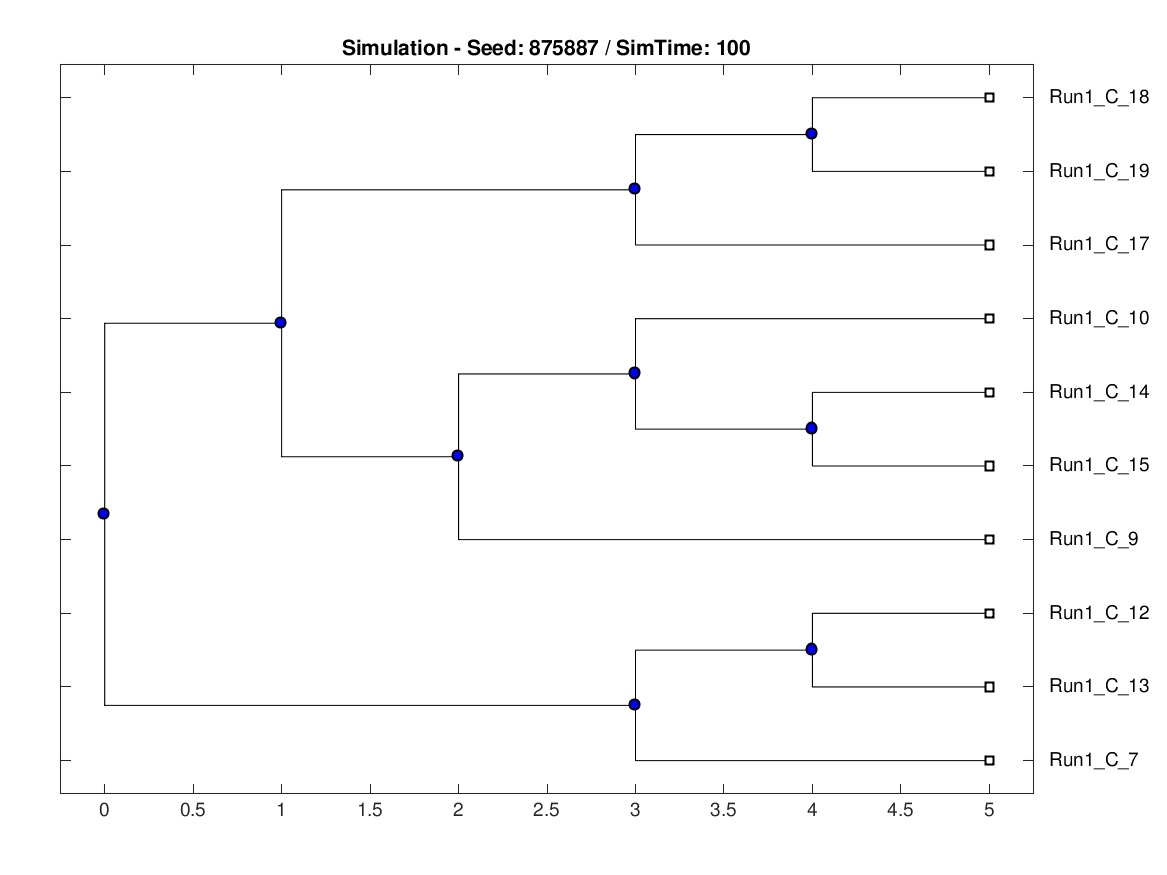 Simulation - Seed: 875887 / SimTime: 100
Run1_C_18
Run1_C_19
Run1_C_17
Run1_C_10
Run1_C_14
Run1_C_15
Run1_C_9
Run1_C_12
Run1_C_13
Run1_C_7
0 0.5 1 1.5 2 2.5 3 3.5 4 4.5 5